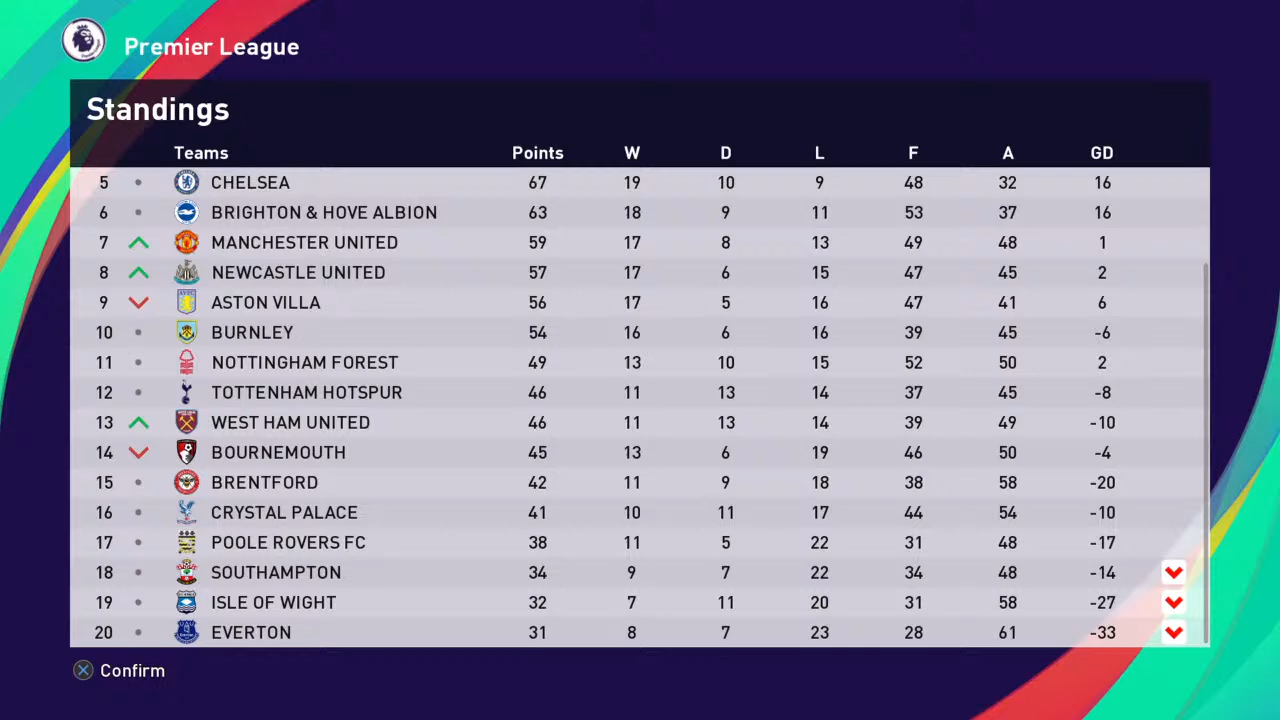 Premier League
Standings
Teams Points W D L F A GD
5 CHELSEA 67 19 10 9 48 32 16
6 BRIGHTON & HOVE ALBION 63 18 9 11 53 37 16
7 MANCHESTER UNITED 59 17 8 13 49 48 1
8 NEWCASTLE UNITED 57 17 6 15 47 45 2
9 ASTON VILLA 56 17 5 16 47 41 6
10 BURNLEY 54 16 6 16 39 45 -6
11 NOTTINGHAM FOREST 49 13 10 15 52 50 2
12 TOTTENHAM HOTSPUR 46 11 13 14 37 45 -8
13 WEST HAM UNITED 46 11 13 14 39 49 -10
14 BOURNEMOUTH 45 13 6 19 46 50 -4
15 BRENTFORD 42 11 9 18 38 58 -20
16 CRYSTAL PALACE 41 10 11 17 44 54 -10
17 POOLE ROVERS FC 38 11 5 22 31 48 -17
18 SOUTHAMPTON 34 9 7 22 34 48 -14
19 ISLE OF WIGHT 32 7 11 20 31 58 -27
20 EVERTON 31 8 7 23 28 61 -33
Confirm